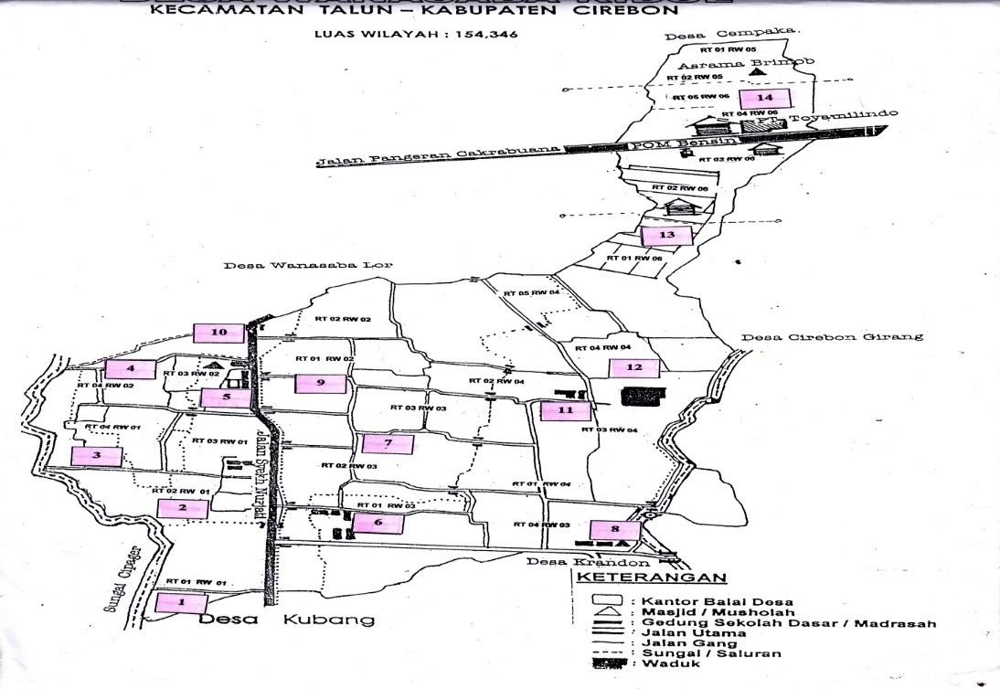 KECAMATAN TALUN – KABUPATEN CIREBON
LUAS WILAYAH : 154,346
Desa Cempaka.
RT 01 RW 05
Asrama Brimob
RT 02 RW 05
RT 05 RW 06
14
RT 04 RW 06
PT. Toyamilindo
POM Bensin
Jalan Pangeran Cakrabuana
RT 03 RW 06
RT 02 RW 06
13
RT 01 RW 06
Desa Wanasaba Lor
RT 05 RW 04
RT 02 RW 02
10
Desa Cirebon Girang
RT 04 RW 04
RT 01 RW 02
4
RT 03 RW 02
12
9
RT 02 RW 04
RT 04 RW 02
5
RT 03 RW 03
11
RT 04 RW 01
RT 03 RW 04
RT 03 RW 01
7
3
Jalan Syekh Murjadi
RT 02 RW 03
RT 01 RW 04
RT 02 RW 01
2
RT 01 RW 03
6
RT 04 RW 03
8
Sungai Cipager
Desa Krandon
RT 01 RW 01
1
Desa Kubang
KETERANGAN
: Kantor Balai Desa
: Masjid / Musholah
: Gedung Sekolah Dasar / Madrasah
: Jalan Utama
: Jalan Gang
: Sungai / Saluran
: Waduk